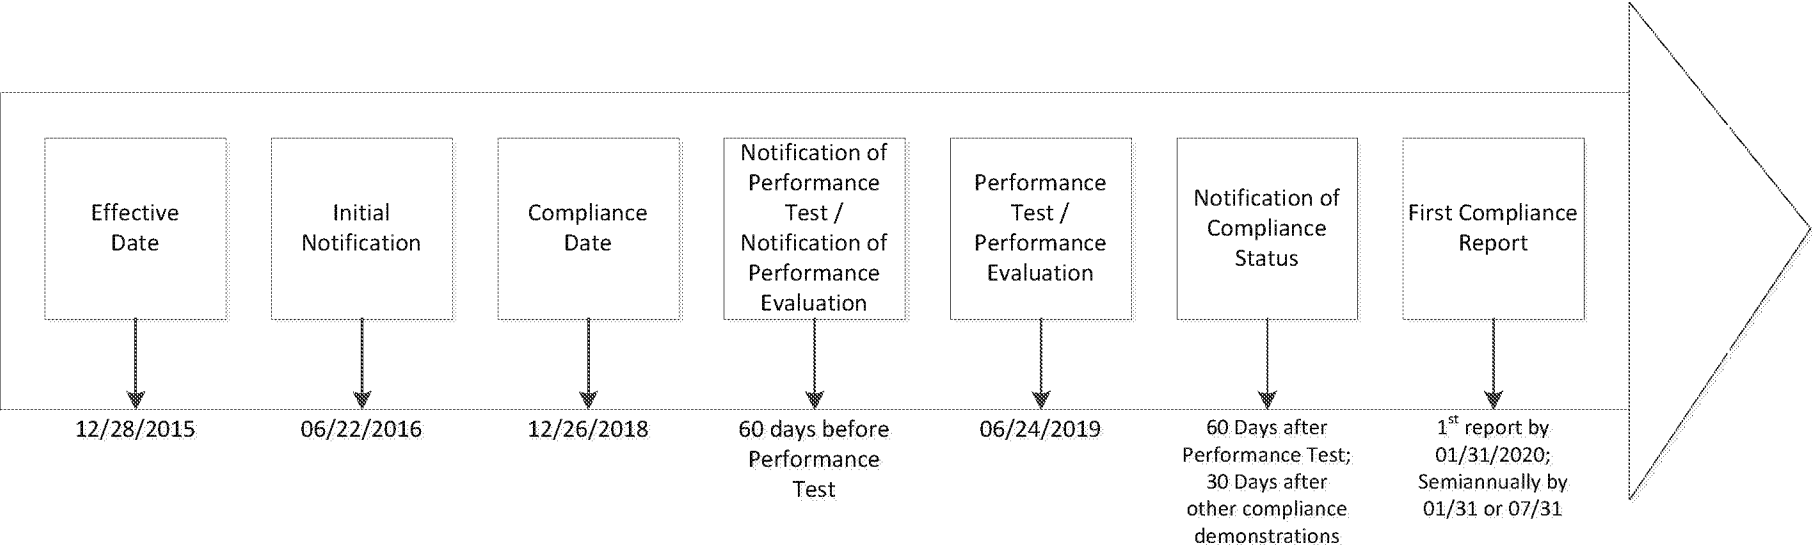 Effective
Date
Initial
Notification
Compliance
Date
Notification of
Performance
Test /
Notification of
Performance
Evaluation
Performance
Test /
Performance
Evaluation
Notification of
Compliance
Status
First Compliance
Report
12/28/2015
06/22/2016
12/26/2018
60 days before
Performance
Test
06/24/2019
60 Days after
Performance Test;
30 Days after
other compliance
demonstrations
1st report by
01/31/2020;
Semiannually by
01/31 or 07/31